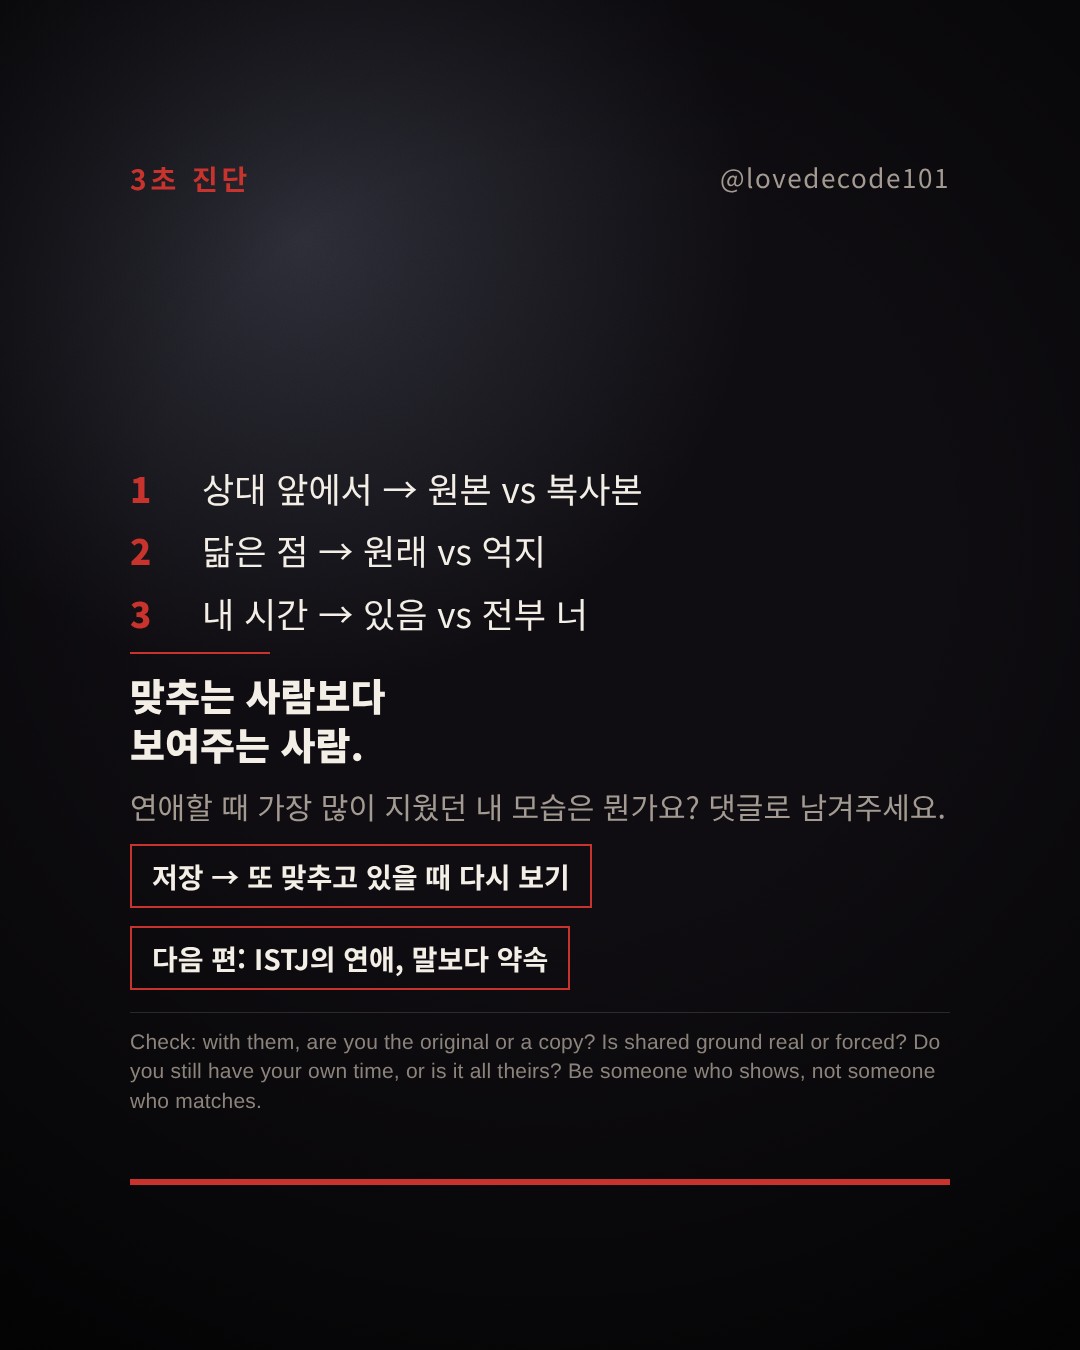 3초 진단
@lovedecode101
1 상대 앞에서 → 원본 vs 복사본
2 닮은 점 → 원래 vs 억지
3 내 시간 → 있음 vs 전부 너
맞추는 사람보다
보여주는 사람.
연애할 때 가장 많이 지웠던 내 모습은 뭔가요? 댓글로 남겨주세요.
저장 → 또 맞추고 있을 때 다시 보기
다음 편: ISTJ의 연애, 말보다 약속
Check: with them, are you the original or a copy? Is shared ground real or forced? Do
you still have your own time, or is it all theirs? Be someone who shows, not someone
who matches.